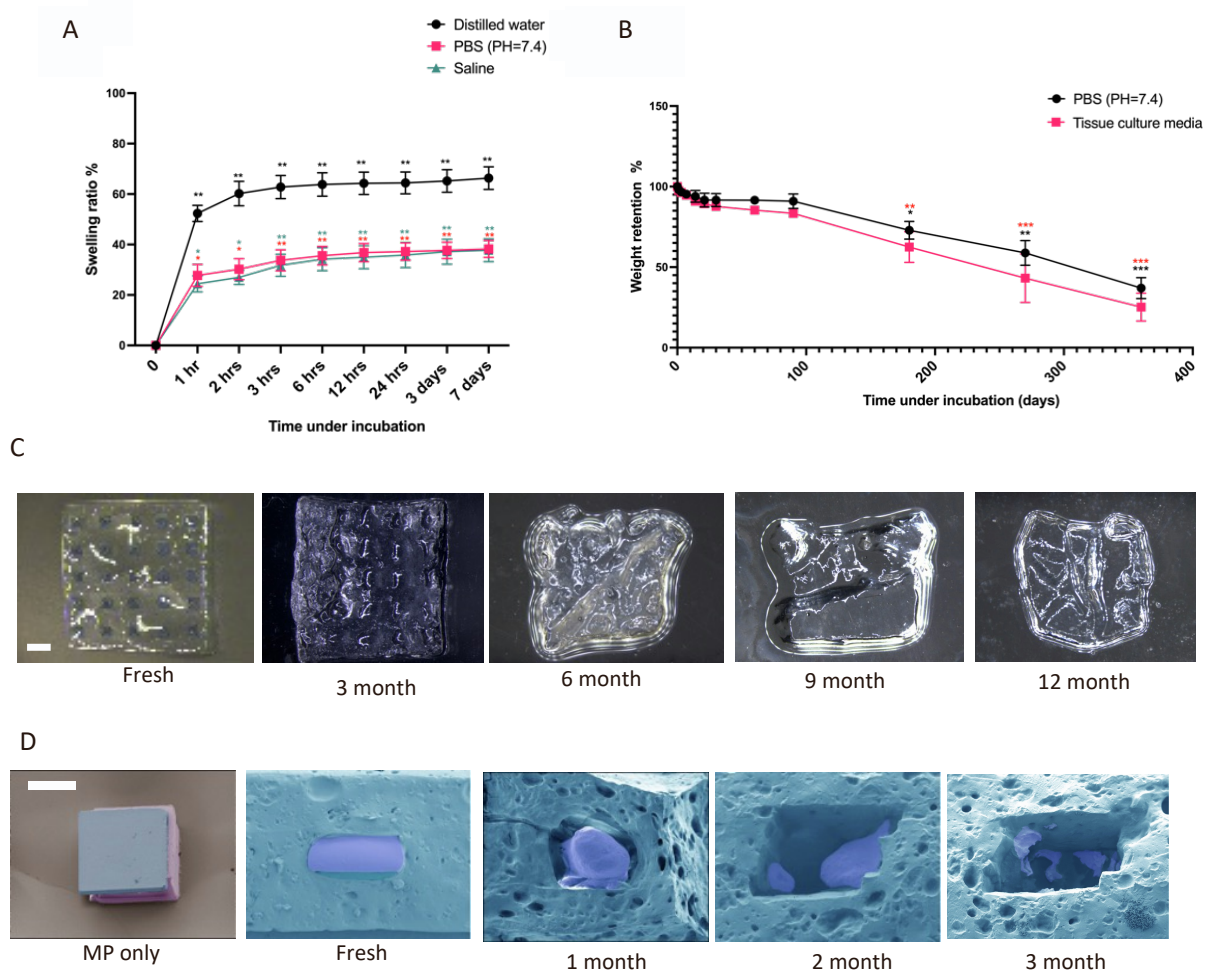 A
Distilled water
PBS (PH=7.4)
Saline
Swelling ratio %
100
80
60
40
20
0
** ** ** ** ** ** ** **
* * ** ** ** ** ** **
* * ** ** ** ** ** **
0 1 hr 2 hrs 3 hrs 6 hrs 12 hrs 24 hrs 3 days 7 days
Time under incubation
B
PBS (PH=7.4)
Tissue culture media
Weight retention %
150
100
50
0
** *** ***
* ** ***
0 100 200 300 400
Time under incubation (days)
C
Fresh
3 month
6 month
9 month
12 month
D
MP only
Fresh
1 month
2 month
3 month